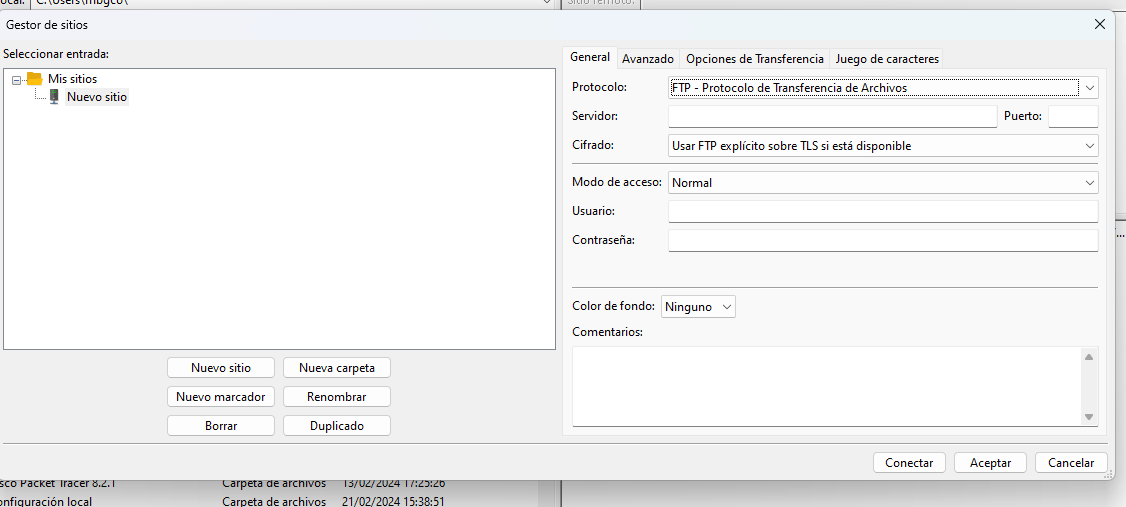 ocal: C:\Users\mbgco\
Sitio remoto:
Gestor de sitios
Seleccionar entrada:
Mis sitios
Nuevo sitio
Nuevo sitio Nueva carpeta
Nuevo marcador Renombrar
Borrar Duplicado
General Avanzado Opciones de Transferencia Juego de caracteres
Protocolo: FTP - Protocolo de Transferencia de Archivos
Servidor: Puerto:
Cifrado: Usar FTP explícito sobre TLS si está disponible
Modo de acceso: Normal
Usuario:
Contraseña:
Color de fondo: Ninguno
Comentarios:
Conectar Aceptar Cancelar
isco Packet Tracer 8.2.1 Carpeta de archivos 13/02/2024 17:25:26
onfiguración local Carpeta de archivos 21/02/2024 15:38:51